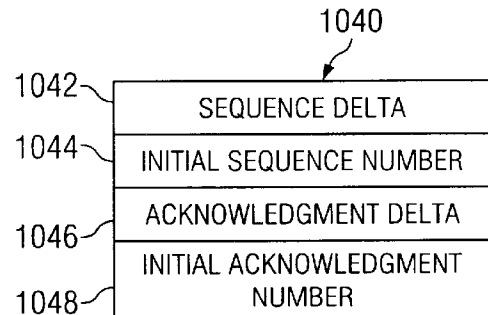 1040
1042
SEQUENCE DELTA
1044
INITIAL SEQUENCE NUMBER
1046
ACKNOWLEDGMENT DELTA
1048
INITIAL ACKNOWLEDGMENT
NUMBER